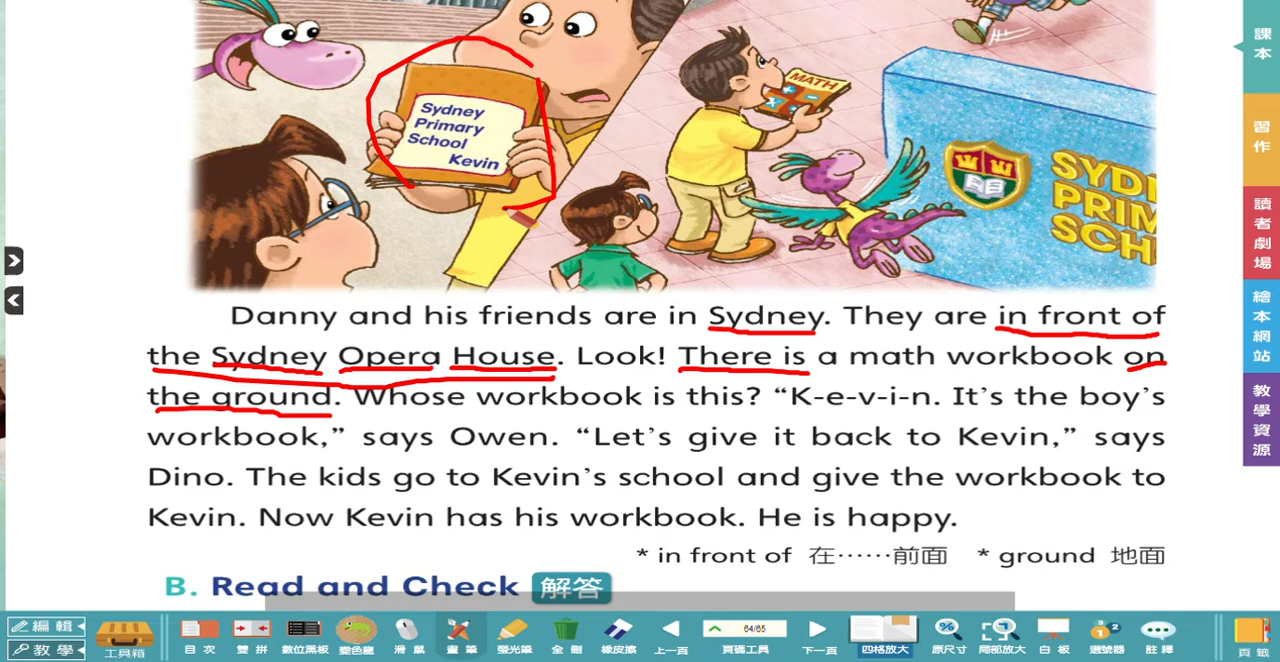 Sydney
Primary
School
Kevin
MATH
Danny and his friends are in Sydney. They are in front of
the Sydney Opera House. Look! There is a math workbook on
the ground. Whose workbook is this? “K-e-v-i-n. It’s the boy’s
workbook,” says Owen. “Let’s give it back to Kevin,” says
Dino. The kids go to Kevin’s school and give the workbook to
Kevin. Now Kevin has his workbook. He is happy.
* in front of 在……前面 * ground 地面
B. Read and Check 解答
課本
習作
讀者劇場
繪本網站
教學資源
編輯
教學
工具箱
目次
雙拼
數位黑板
變色龍
滑鼠
畫筆
螢光筆
全刪
橡皮擦
上一頁
64/65
頁碼工具
下一頁
四格放大
原尺寸
局部放大
白板
選號器
註釋
頁籤